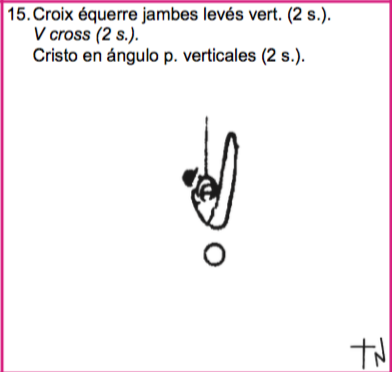 15. Croix équerre jambes levés vert. (2 s.).
V cross (2 s.).
Cristo en ángulo p. verticales (2 s.).